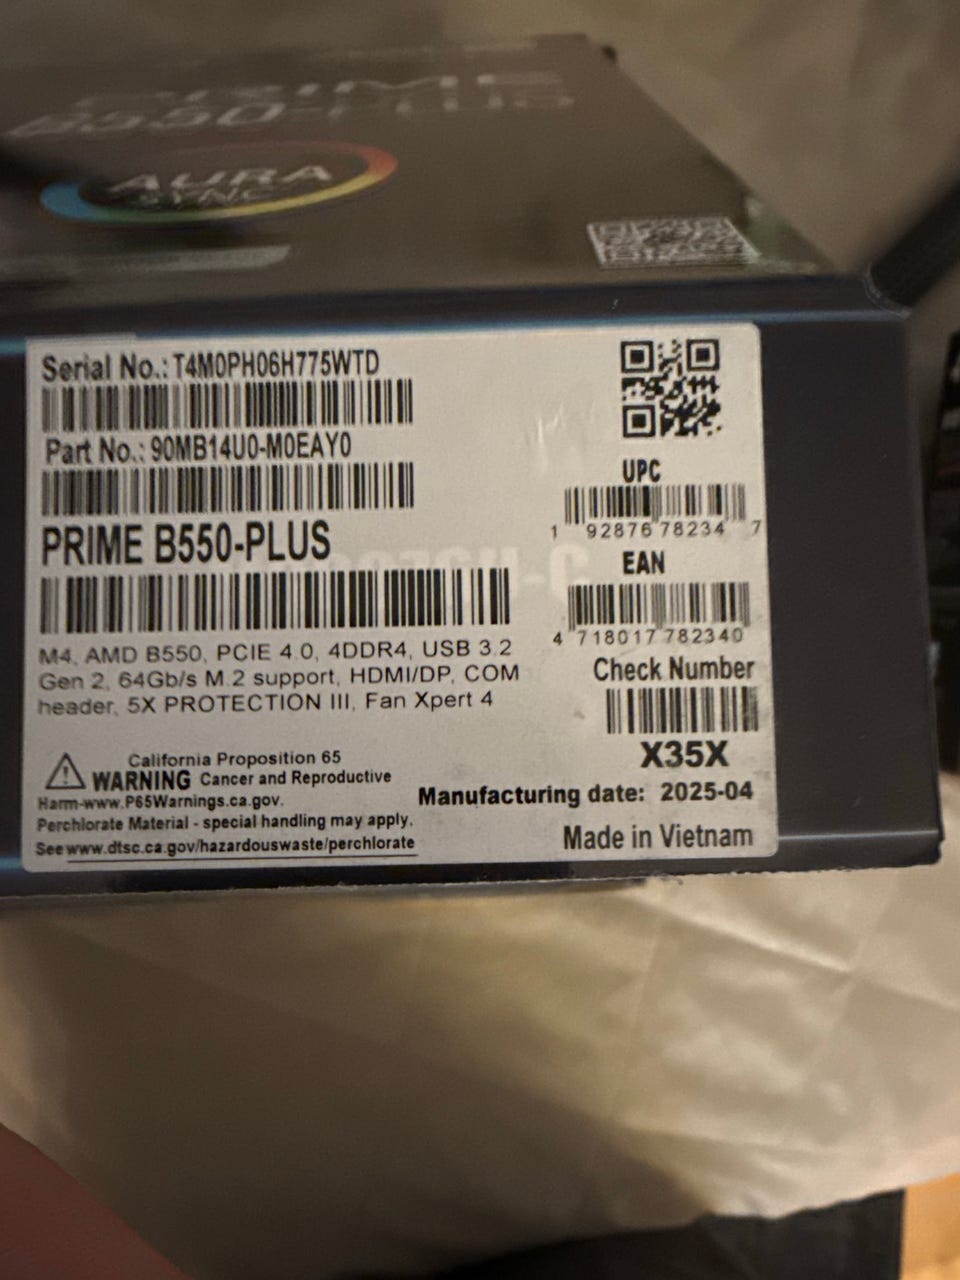 PRIME
B550-PLUS
AURA
SYNC
Serial No.: T4M0PH06H775WTD
Part No.: 90MB14U0-M0EAY0
PRIME B550-PLUS
M4, AMD B550, PCIE 4.0, 4DDR4, USB 3.2
Gen 2, 64Gb/s M.2 support, HDMI/DP, COM
header, 5X PROTECTION III, Fan Xpert 4
California Proposition 65
WARNING Cancer and Reproductive
Harm-www.P65Warnings.ca.gov.
Perchlorate Material - special handling may apply.
See www.dtsc.ca.gov/hazardouswaste/perchlorate
UPC
1 92876 78234 7
EAN
4 718017 782340
Check Number
X35X
Manufacturing date: 2025-04
Made in Vietnam